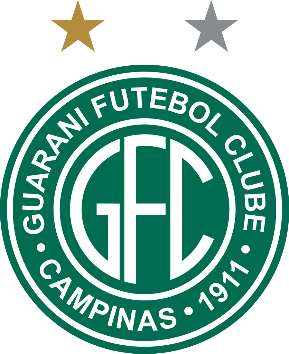 GUARANI FUTEBOL CLUBE
GFC
• CAMPINAS • 1911 •